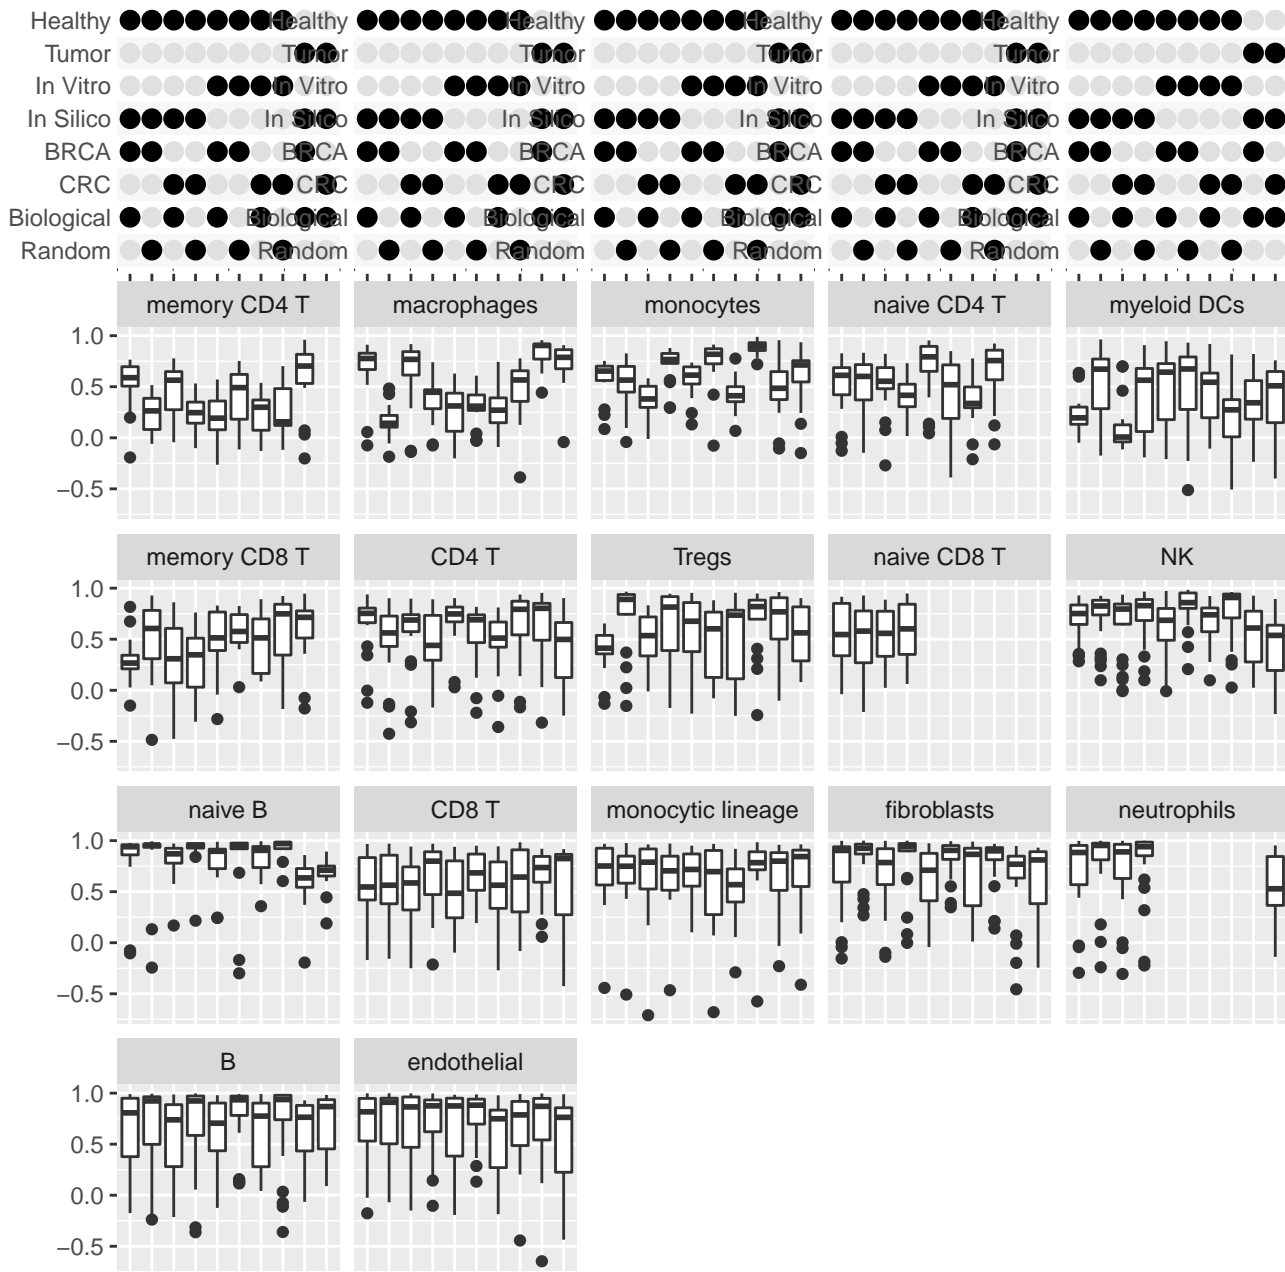 Healthy Healthy Healthy Healthy Healthy
Tumor Tumor Tumor Tumor Tumor
In Vitro In Vitro In Vitro In Vitro In Vitro
In Silico In Silico In Silico In Silico In Silico
BRCA BRCA BRCA BRCA BRCA
CRC CRC CRC CRC CRC
Biological Biological Biological Biological Biological
Random Random Random Random Random
memory CD4 T macrophages monocytes naive CD4 T myeloid DCs
1.0
0.5
0.0
−0.5
memory CD8 T CD4 T Tregs naive CD8 T NK
1.0
0.5
0.0
−0.5
naive B CD8 T monocytic lineage fibroblasts neutrophils
1.0
0.5
0.0
−0.5
B endothelial
1.0
0.5
0.0
−0.5